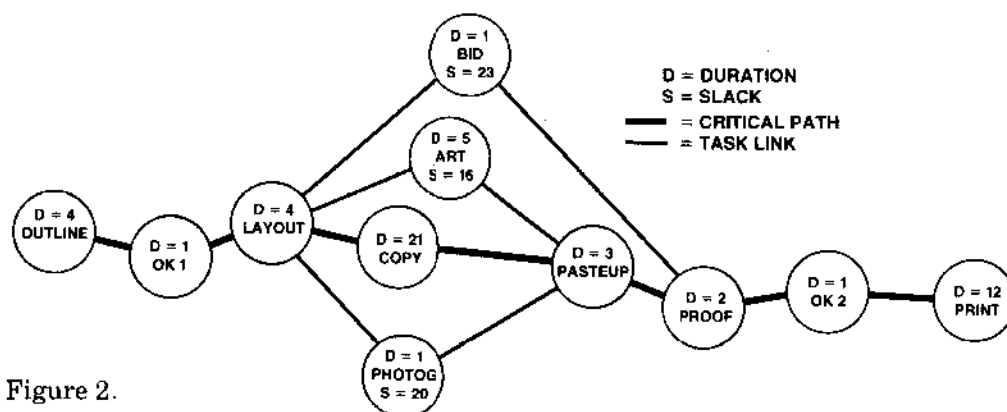 D = 1
BID
S = 23
D = DURATION
S = SLACK
= CRITICAL PATH
= TASK LINK
D = 5
ART
S = 16
D = 4
OUTLINE
D = 1
OK 1
D = 4
LAYOUT
D = 21
COPY
D = 3
PASTEUP
D = 2
PROOF
D = 1
OK 2
D = 12
PRINT
D = 1
PHOTOG
S = 20
Figure 2.